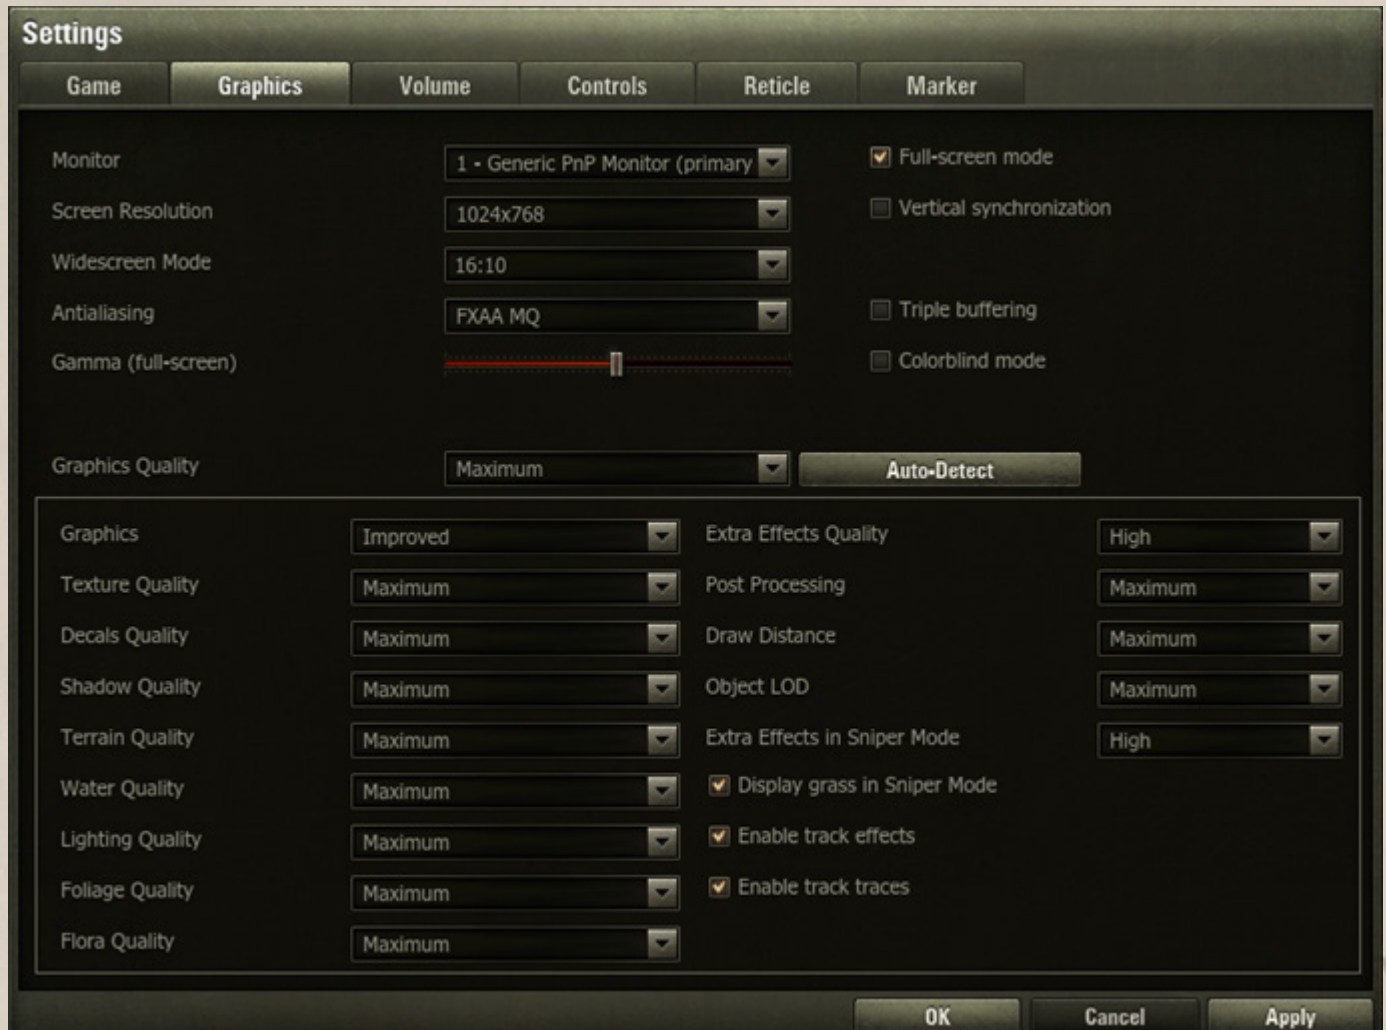 Settings
Game Graphics Volume Controls Reticle Marker
Monitor 1 - Generic PnP Monitor (primary Full-screen mode
Screen Resolution 1024x768 Vertical synchronization
Widescreen Mode 16:10
Antialiasing FXAA MQ Triple buffering
Gamma (full-screen) Colorblind mode
Graphics Quality Maximum Auto-Detect
Graphics Improved Extra Effects Quality High
Texture Quality Maximum Post Processing Maximum
Decals Quality Maximum Draw Distance Maximum
Shadow Quality Maximum Object LOD Maximum
Terrain Quality Maximum Extra Effects in Sniper Mode High
Water Quality Maximum Display grass in Sniper Mode
Lighting Quality Maximum Enable track effects
Foliage Quality Maximum Enable track traces
Flora Quality Maximum
OK Cancel Apply